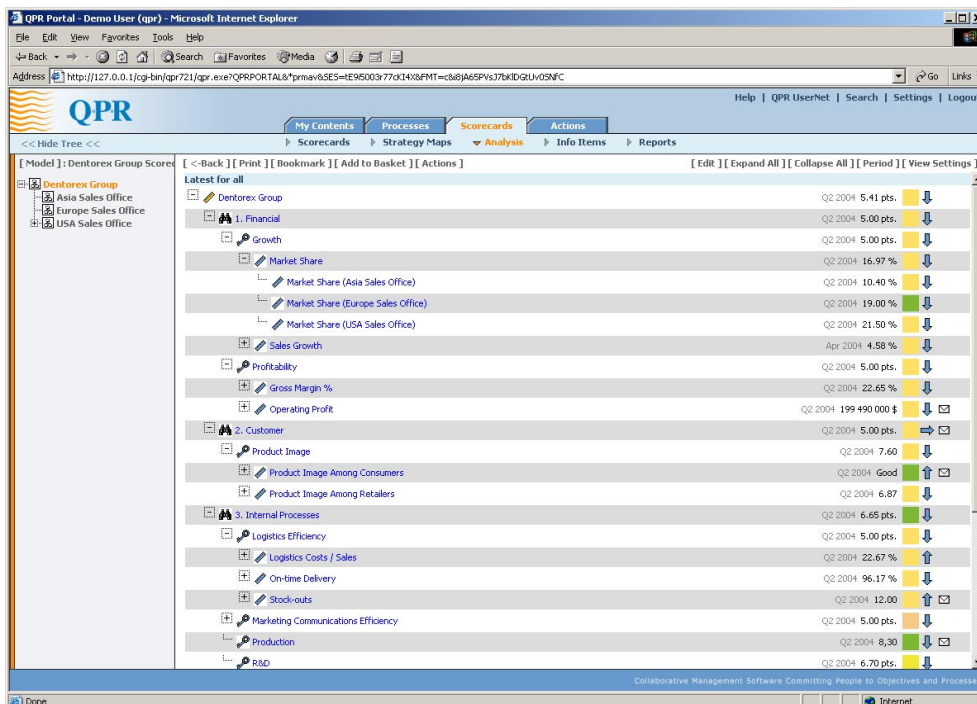 QPR Portal - Demo User (qpr) - Microsoft Internet Explorer
File Edit View Favorites Tools Help
Back Search Favorites Media
Address http://127.0.0.1/cgi-bin/qpr721/qpr.exe?QPRPORTAL&*prmav& Go Links
Help | QPR UserNet | Search | Settings | Logou
QPR
My Contents Processes Scorecards Actions
<< Hide Tree << Scorecards Strategy Maps Analysis Info Items Reports
[ Model ] : Dentorex Group Scorec [ <-Back ] [ Print ] [ Bookmark ] [ Add to Basket ] [ Actions ] [ Edit ] [ Expand All ] [ Collapse All ] [ Period ] [ View Settings ]
Dentorex Group
Asia Sales Office
Europe Sales Office
USA Sales Office
Latest for all
Dentorex Group Q2 2004 5.41 pts.
1. Financial Q2 2004 5.00 pts.
Growth Q2 2004 5.00 pts.
Market Share Q2 2004 16.97 %
Market Share (Asia Sales Office) Q2 2004 10.40 %
Market Share (Europe Sales Office) Q2 2004 19.00 %
Market Share (USA Sales Office) Q2 2004 21.50 %
Sales Growth Apr 2004 4.58 %
Profitability Q2 2004 5.00 pts.
Gross Margin % Q2 2004 22.65 %
Operating Profit Q2 2004 199 490 000 $
2. Customer Q2 2004 5.00 pts.
Product Image Q2 2004 7.60
Product Image Among Consumers Q2 2004 Good
Product Image Among Retailers Q2 2004 6.87
3. Internal Processes Q2 2004 6.65 pts.
Logistics Efficiency Q2 2004 5.00 pts.
Logistics Costs / Sales Q2 2004 22.67 %
On-time Delivery Q2 2004 96.17 %
Stock-outs Q2 2004 12.00
Marketing Communications Efficiency Q2 2004 5.00 pts.
Production Q2 2004 8,30
R&D Q2 2004 6.70 pts.
Collaborative Management Software Committing People to Objectives and Processe
Done Internet